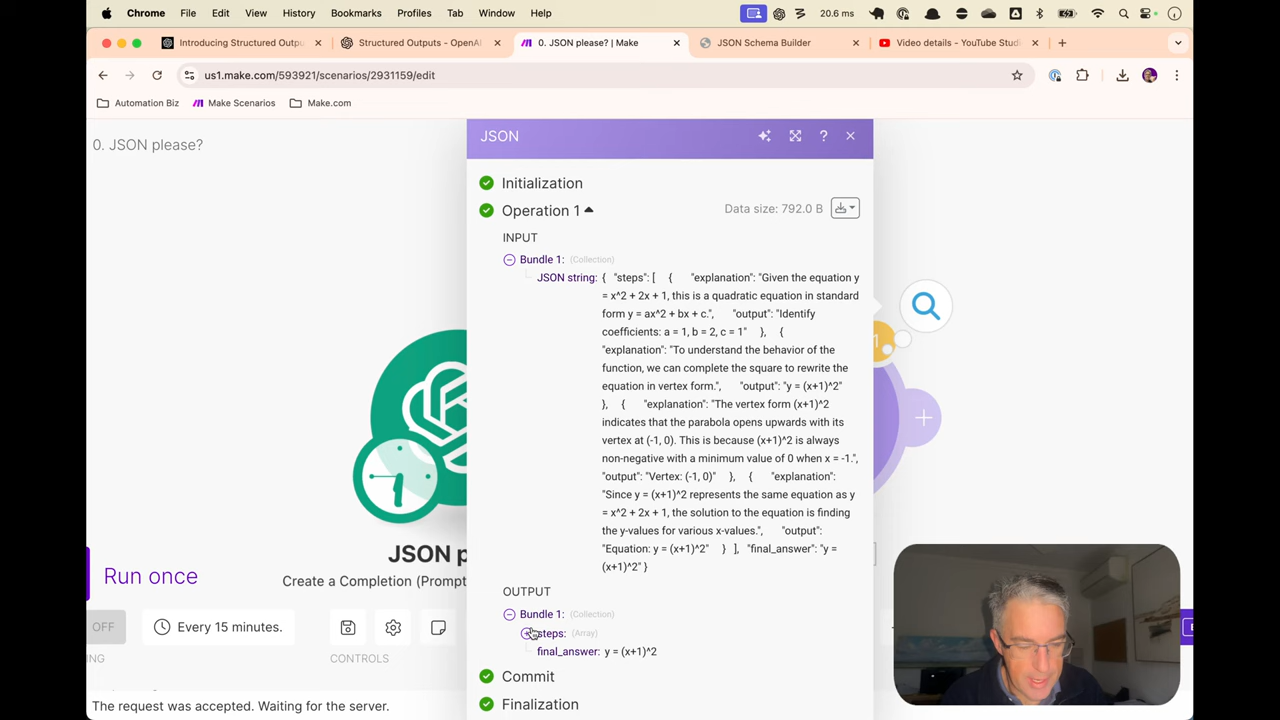 Chrome File Edit View History Bookmarks Profiles Tab Window Help 20.6 ms
Introducing Structured Outpu
Structured Outputs - OpenAI
0. JSON please? | Make
JSON Schema Builder
Video details - YouTube Studi
us1.make.com/593921/scenarios/2931159/edit
Automation Biz Make Scenarios Make.com
0. JSON please?
JSON
Initialization
Operation 1 Data size: 792.0 B
INPUT
Bundle 1: (Collection)
JSON string: { "steps": [ { "explanation": "Given the equation y
= x^2 + 2x + 1, this is a quadratic equation in standard
form y = ax^2 + bx + c.", "output": "Identify
coefficients: a = 1, b = 2, c = 1" }, {
"explanation": "To understand the behavior of the
function, we can complete the square to rewrite the
equation in vertex form.", "output": "y = (x+1)^2"
}, { "explanation": "The vertex form (x+1)^2
indicates that the parabola opens upwards with its
vertex at (-1, 0). This is because (x+1)^2 is always
non-negative with a minimum value of 0 when x = -1.",
"output": "Vertex: (-1, 0)" }, { "explanation":
"Since y = (x+1)^2 represents the same equation as y
= x^2 + 2x + 1, the solution to the equation is finding
the y-values for various x-values.", "output":
"Equation: y = (x+1)^2" } ], "final_answer": "y =
(x+1)^2" }
OUTPUT
Bundle 1: (Collection)
steps: (Array)
final_answer: y = (x+1)^2
Commit
Finalization
1
JSON p
Create a Completion (Prompt
Run once
OFF
Every 15 minutes.
ING
CONTROLS
The request was accepted. Waiting for the server.